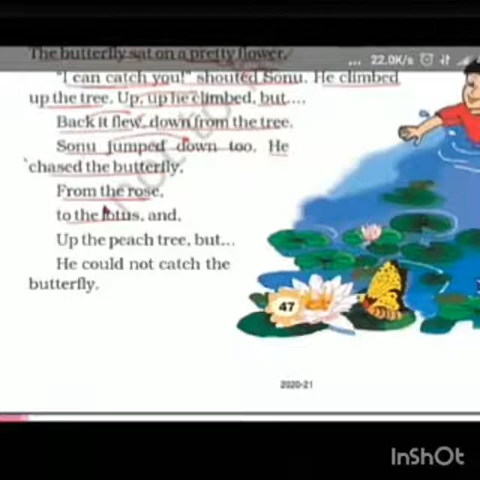 The butterfly sat on a pretty flower.
... 22.0K/s
"I can catch you!" shouted Sonu. He climbed
up the tree. Up, up he climbed, but....
Back it flew, down from the tree.
Sonu jumped down too. He
chased the butterfly,
From the rose,
to the lotus, and,
Up the peach tree, but...
He could not catch the
butterfly.
47
2020-21
InShOt